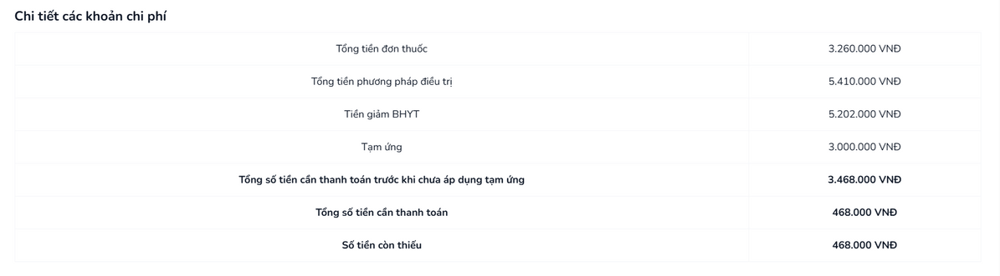 Chi tiết các khoản chi phí
Tổng tiền đơn thuốc 3.260.000 VNĐ
Tổng tiền phương pháp điều trị 5.410.000 VNĐ
Tiền giảm BHYT 5.202.000 VNĐ
Tạm ứng 3.000.000 VNĐ
Tổng số tiền cần thanh toán trước khi chưa áp dụng tạm ứng 3.468.000 VNĐ
Tổng số tiền cần thanh toán 468.000 VNĐ
Số tiền còn thiếu 468.000 VNĐ